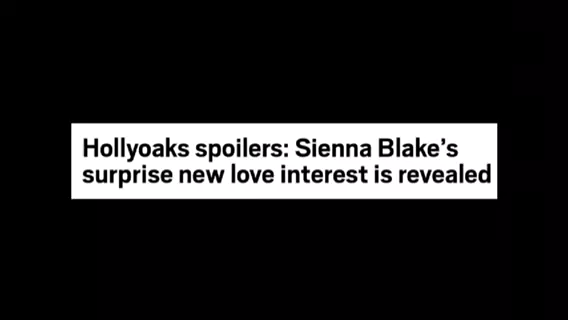 Hollyoaks spoilers: Sienna Blake’s
surprise new love interest is revealed